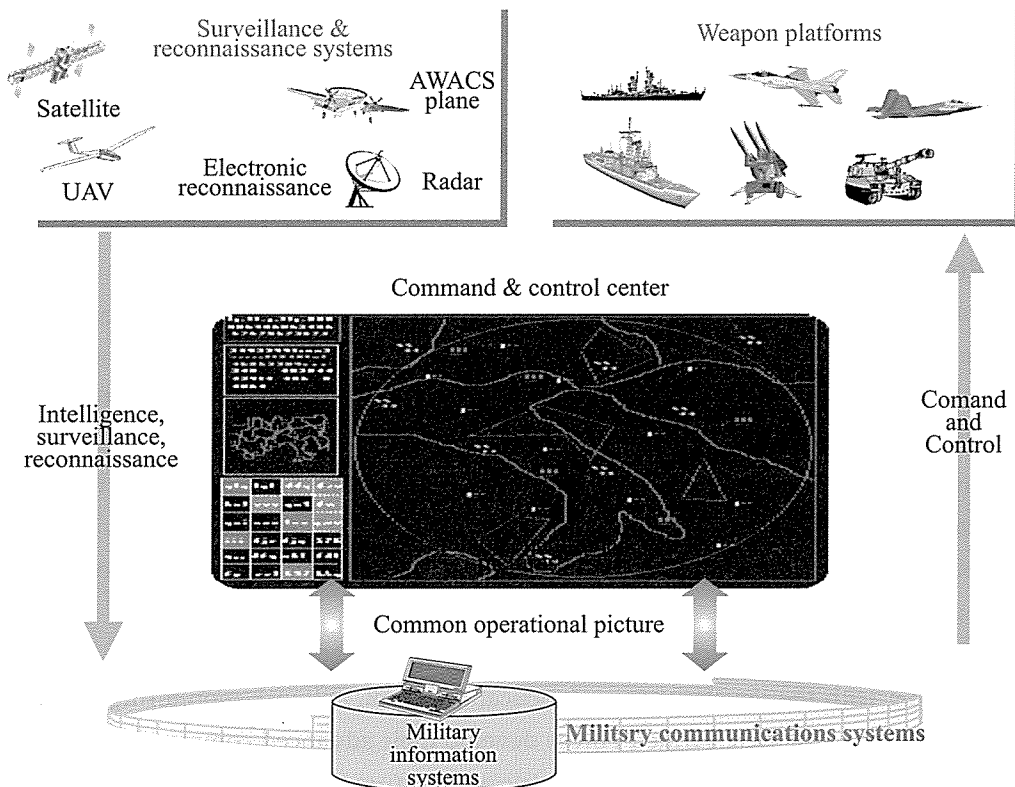 Surveillance &
reconnaissance systems
Satellite
AWACS
plane
UAV
Electronic
reconnaissance
Radar
Weapon platforms
Command & control center
Intelligence,
surveillance,
reconnaissance
Comand
and
Control
Common operational picture
Military
information
systems
Militsry communications systems